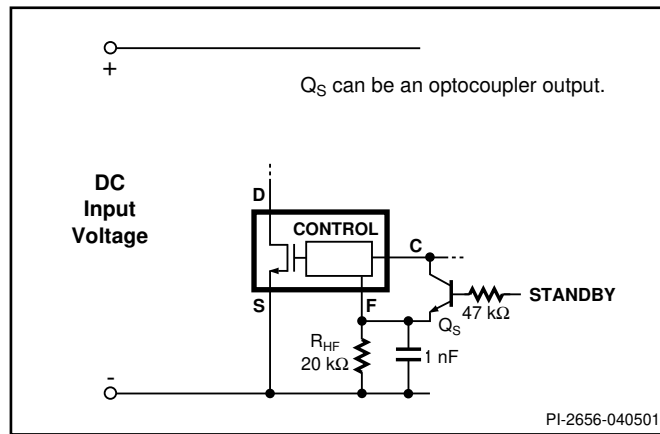 +
Q_S can be an optocoupler output.
DC
Input
Voltage
D
CONTROL
C
S
F
STANDBY
47 kΩ
Q_S
R_HF
20 kΩ
1 nF
-
PI-2656-040501